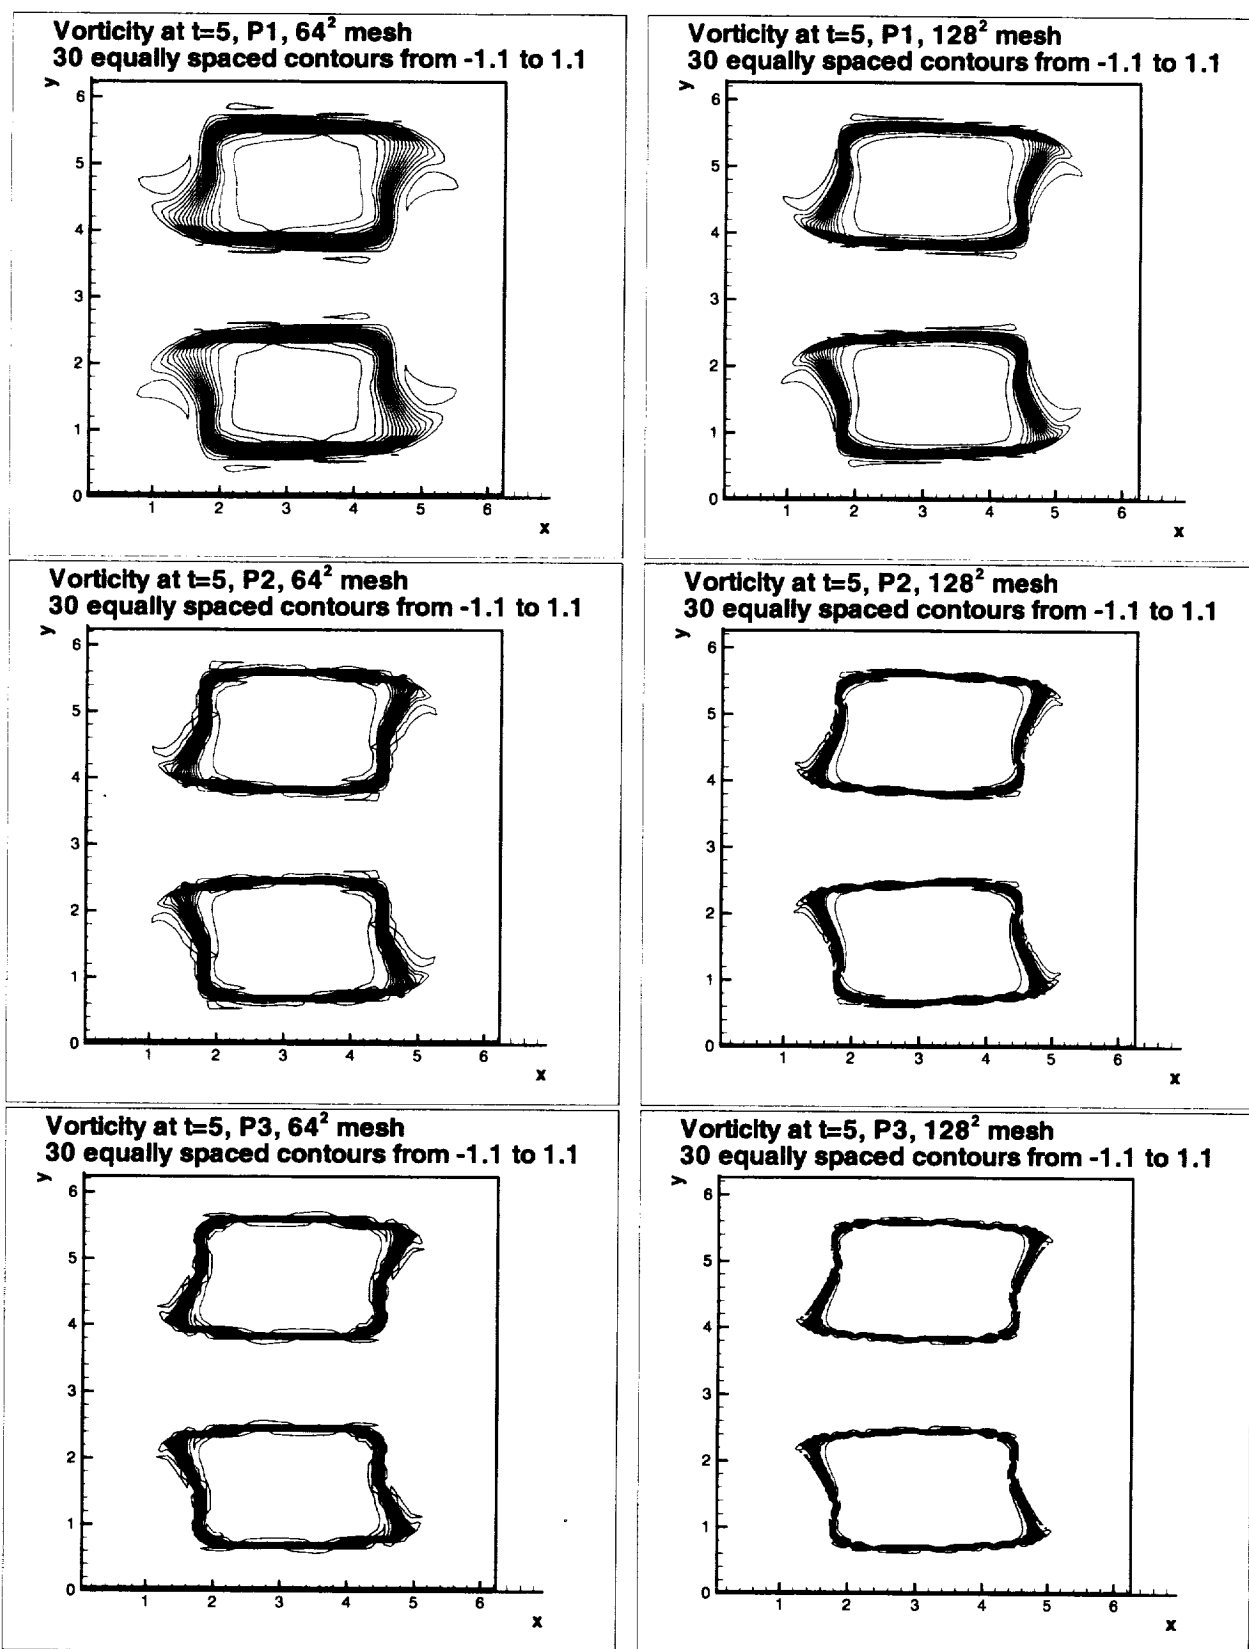 Vorticity at t=5, P1, 64² mesh
30 equally spaced contours from -1.1 to 1.1
y
6
5
4
3
2
1
0
1 2 3 4 5 6
x
Vorticity at t=5, P1, 128² mesh
30 equally spaced contours from -1.1 to 1.1
y
6
5
4
3
2
1
0
1 2 3 4 5 6
x
Vorticity at t=5, P2, 64² mesh
30 equally spaced contours from -1.1 to 1.1
y
6
5
4
3
2
1
0
1 2 3 4 5 6
x
Vorticity at t=5, P2, 128² mesh
30 equally spaced contours from -1.1 to 1.1
y
6
5
4
3
2
1
0
1 2 3 4 5 6
x
Vorticity at t=5, P3, 64² mesh
30 equally spaced contours from -1.1 to 1.1
y
6
5
4
3
2
1
0
1 2 3 4 5 6
x
Vorticity at t=5, P3, 128² mesh
30 equally spaced contours from -1.1 to 1.1
y
6
5
4
3
2
1
0
1 2 3 4 5 6
x